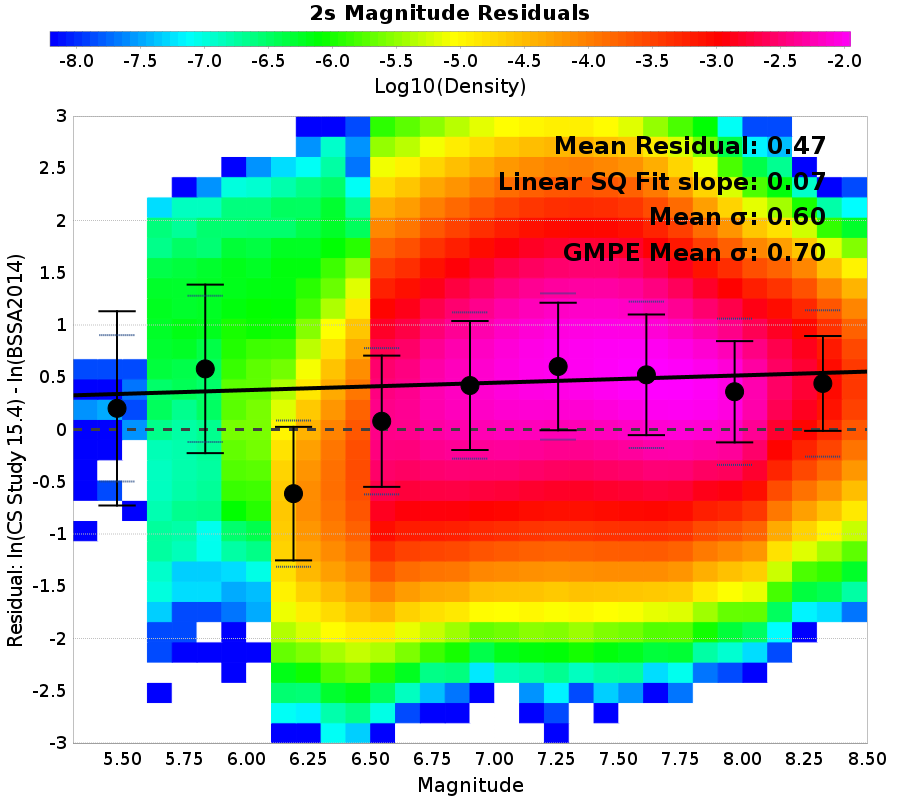 2s Magnitude Residuals
-8.0 -7.5 -7.0 -6.5 -6.0 -5.5 -5.0 -4.5 -4.0 -3.5 -3.0 -2.5 -2.0
Log10(Density)
Mean Residual: 0.47
Linear SQ Fit slope: 0.07
Mean σ: 0.60
GMPE Mean σ: 0.70
3
2.5
2
1.5
1
0.5
0
-0.5
-1
-1.5
-2
-2.5
-3
Residual: ln(CS Study 15.4) - ln(BSSA2014)
5.50 5.75 6.00 6.25 6.50 6.75 7.00 7.25 7.50 7.75 8.00 8.25 8.50
Magnitude